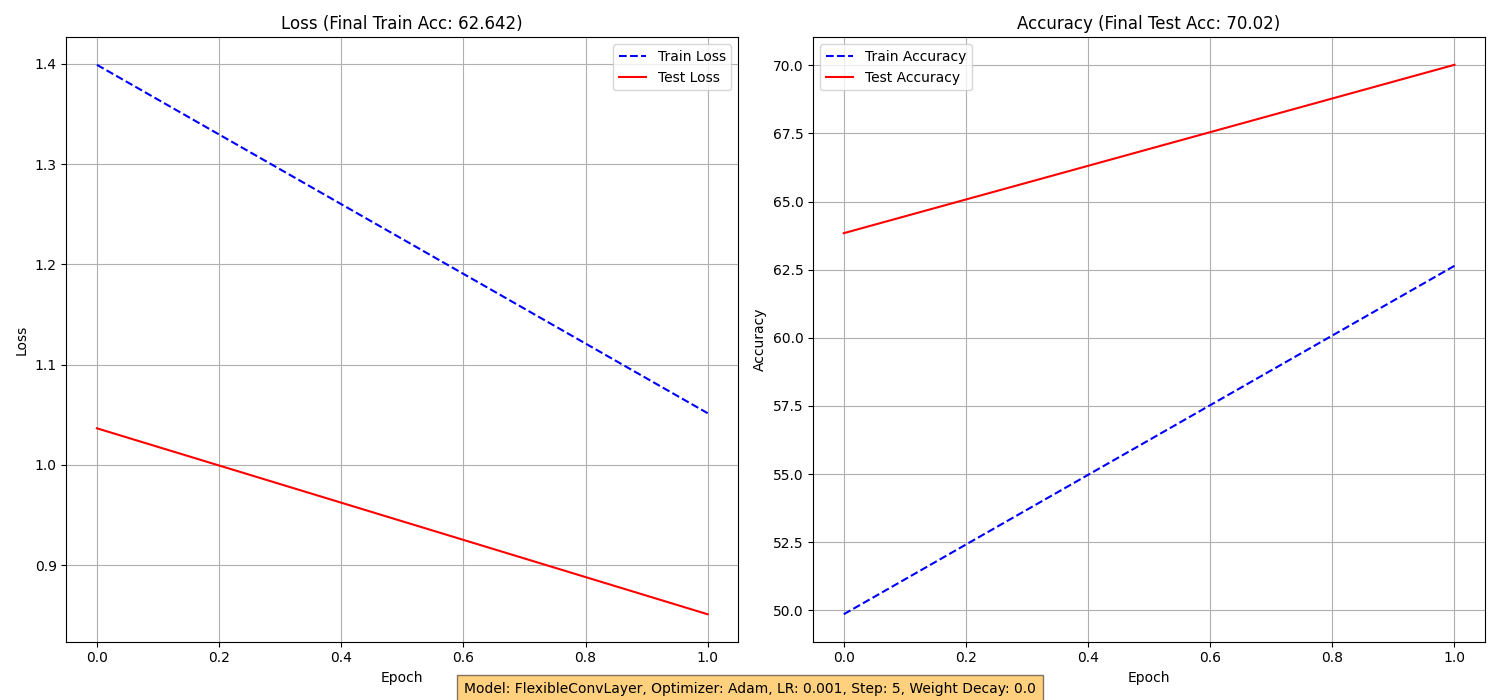 Loss (Final Train Acc: 62.642)
Train Loss
Test Loss
1.4
1.3
1.2
1.1
1.0
0.9
Loss
0.0 0.2 0.4 0.6 0.8 1.0
Epoch
Accuracy (Final Test Acc: 70.02)
Train Accuracy
Test Accuracy
70.0
67.5
65.0
62.5
60.0
57.5
55.0
52.5
50.0
Accuracy
0.0 0.2 0.4 0.6 0.8 1.0
Epoch
Model: FlexibleConvLayer, Optimizer: Adam, LR: 0.001, Step: 5, Weight Decay: 0.0